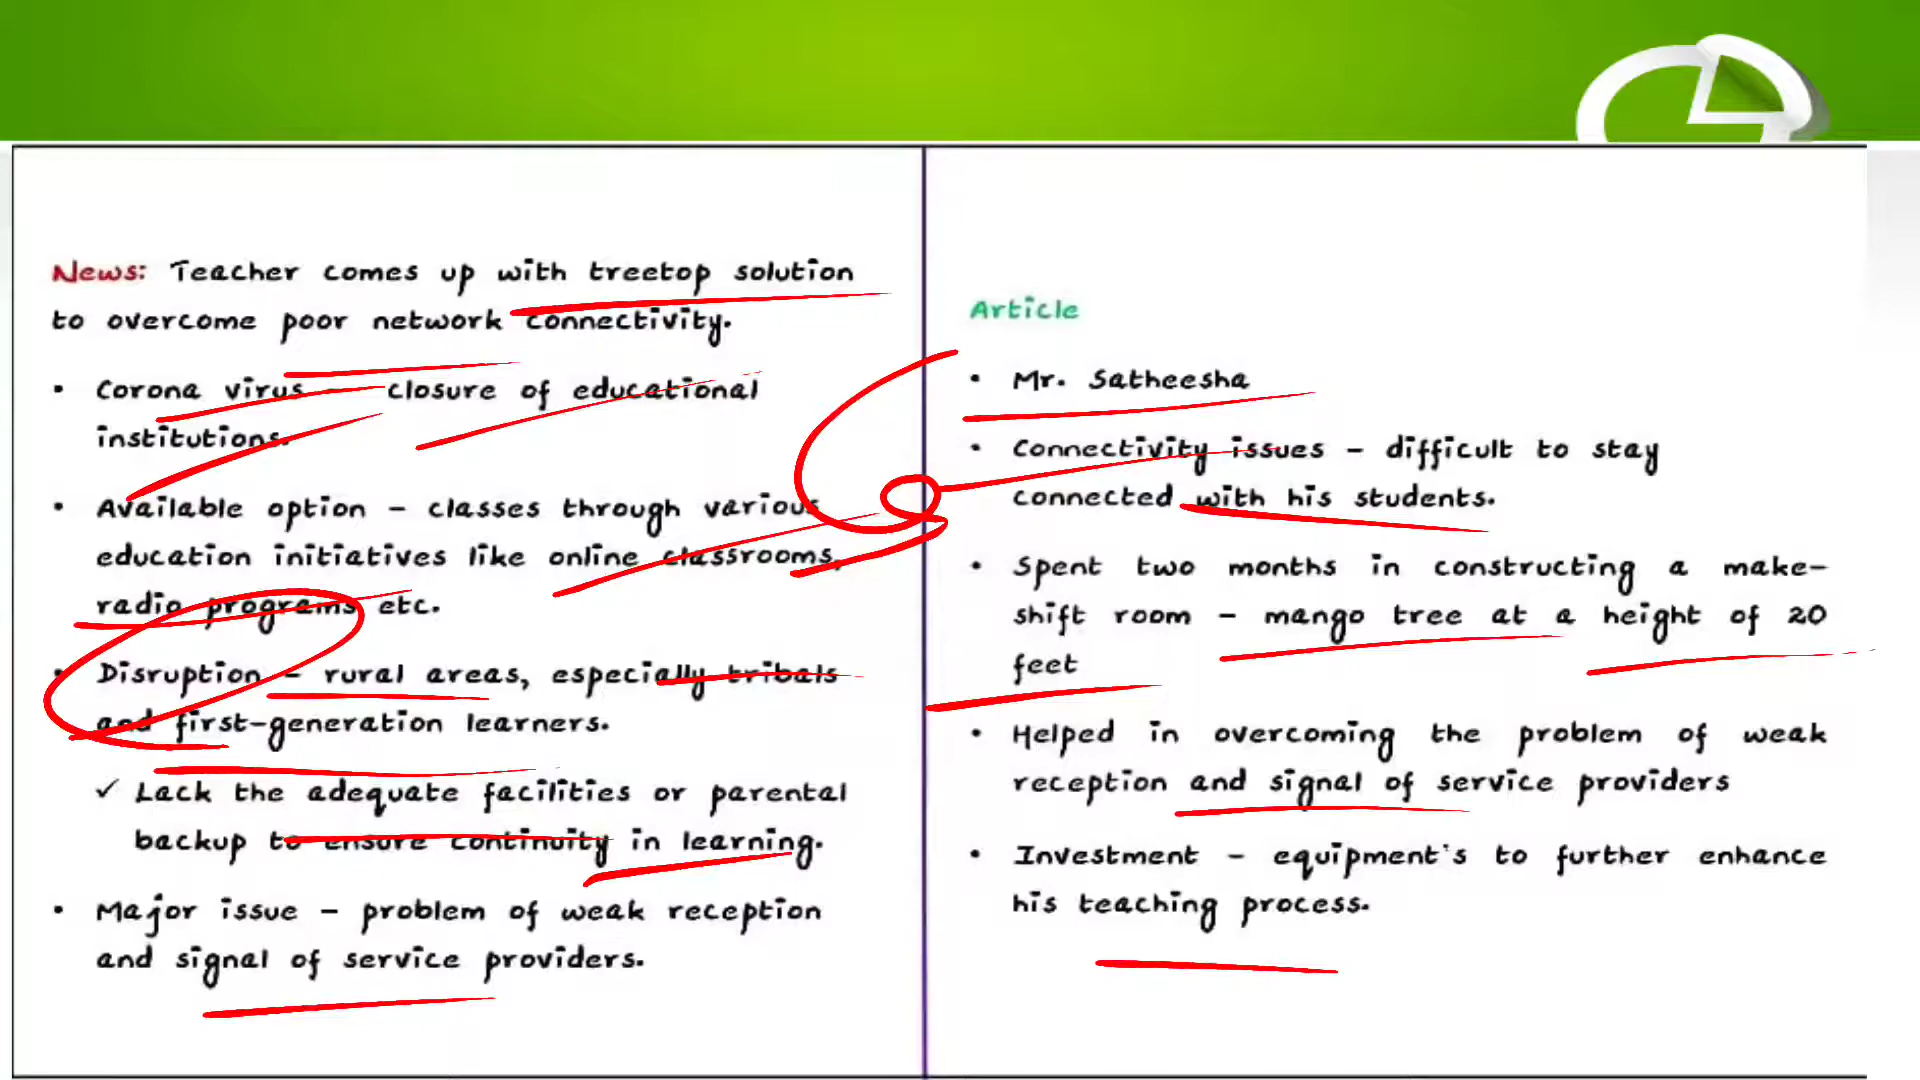 News: Teacher comes up with treetop solution
to overcome poor network connectivity.
• Corona virus – closure of educational
institutions.
• Available option – classes through various
education initiatives like online classrooms,
radio programs etc.
• Disruption – rural areas, especially tribals
and first-generation learners.
✓ Lack the adequate facilities or parental
backup to ensure continuity in learning.
• Major issue – problem of weak reception
and signal of service providers.
Article
• Mr. Satheesha
• Connectivity issues – difficult to stay
connected with his students.
• Spent two months in constructing a make-
shift room – mango tree at a height of 20
feet
• Helped in overcoming the problem of weak
reception and signal of service providers
• Investment – equipment's to further enhance
his teaching process.